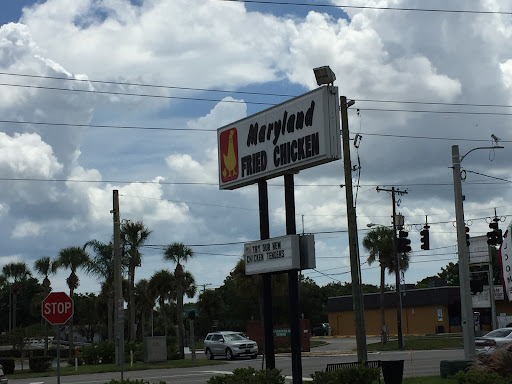 Maryland
FRIED CHICKEN
TRY OUR NEW
CHICKEN TENDERS
STOP